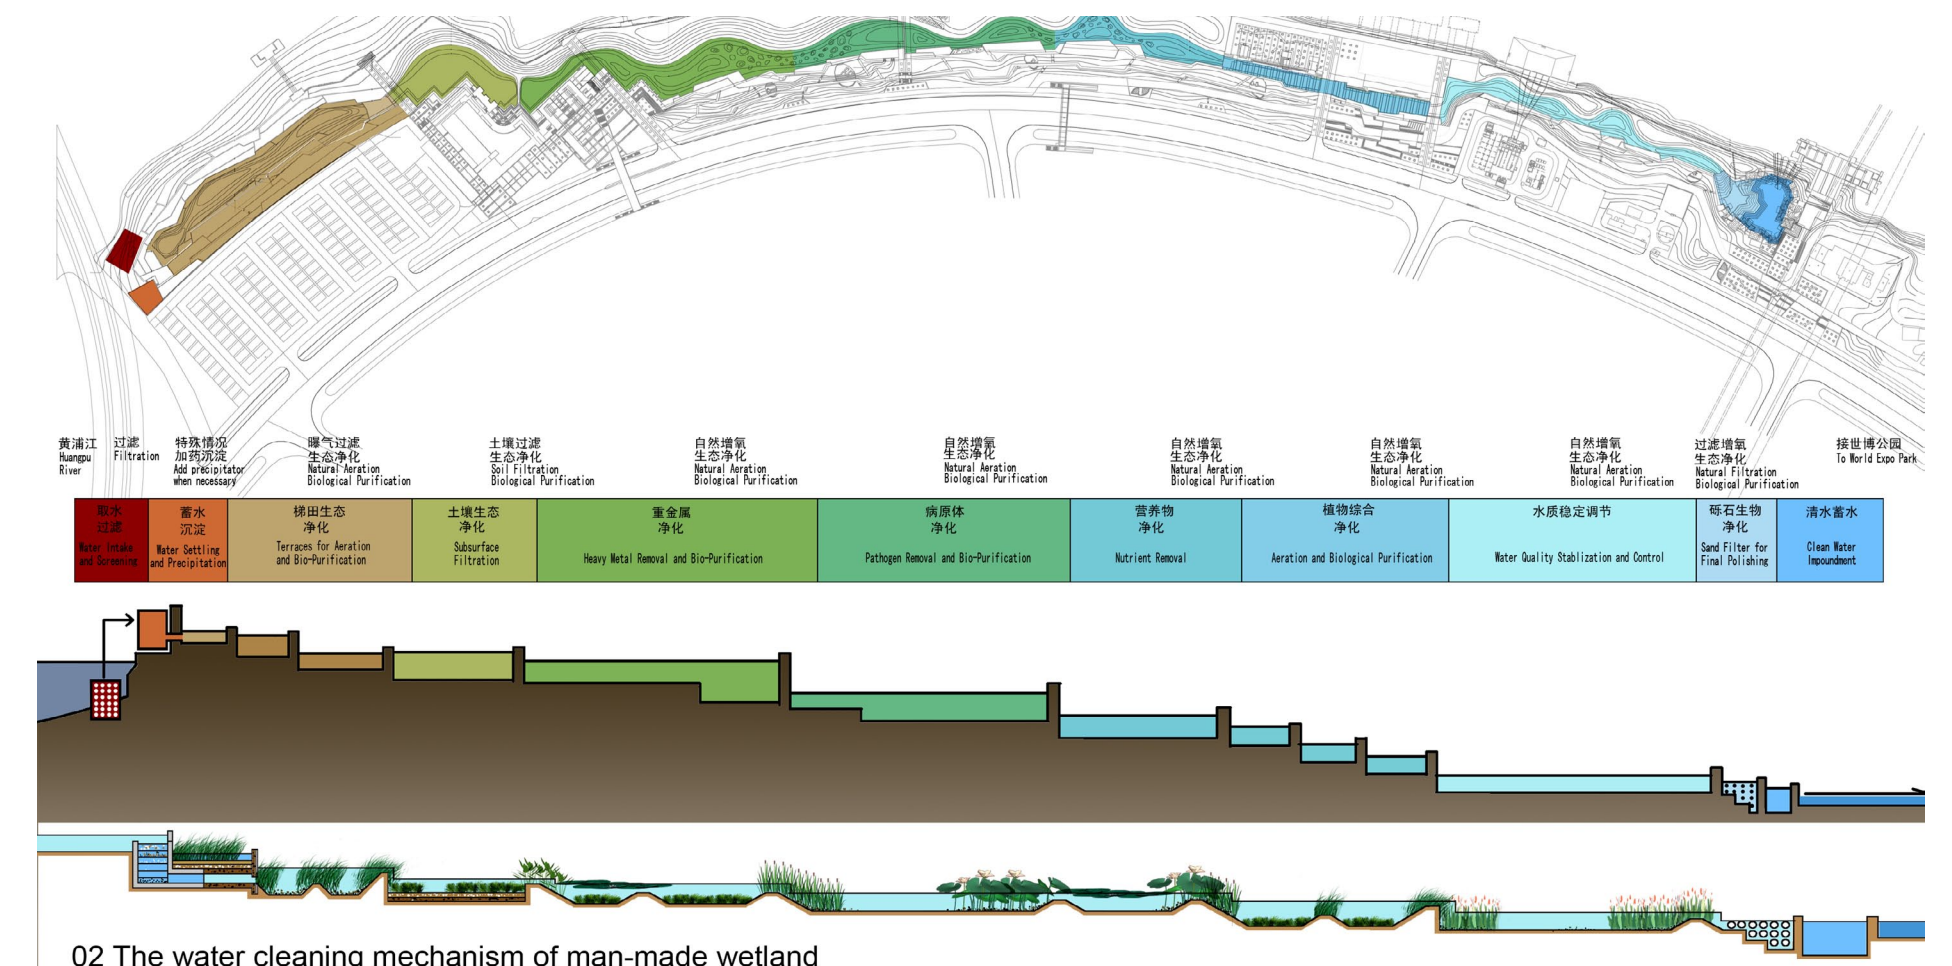 黄浦江
Huangpu
River
过滤
Filtration
特殊情况
加药沉淀
Add precipitator
when necessary
曝气过滤
生态净化
Natural Aeration
Biological Purification
土壤过滤
生态净化
Soil Filtration
Biological Purification
自然增氧
生态净化
Natural Aeration
Biological Purification
自然增氧
生态净化
Natural Aeration
Biological Purification
自然增氧
生态净化
Natural Aeration
Biological Purification
自然增氧
生态净化
Natural Aeration
Biological Purification
自然增氧
生态净化
Natural Aeration
Biological Purification
过滤增氧
生态净化
Natural Filtration
Biological Purification
接世博公园
To World Expo Park
取水
过滤
Water Intake
and Screening
蓄水
沉淀
Water Settling
and Precipitation
梯田生态
净化
Terraces for Aeration
and Bio-Purification
土壤生态
净化
Subsurface
Filtration
重金属
净化
Heavy Metal Removal and Bio-Purification
病原体
净化
Pathogen Removal and Bio-Purification
营养物
净化
Nutrient Removal
植物综合
净化
Aeration and Biological Purification
水质稳定调节
Water Quality Stablization and Control
砾石生物
净化
Sand Filter for
Final Polishing
清水蓄水
Clean Water
Impoundment
02 The water cleaning mechanism of man-made wetland